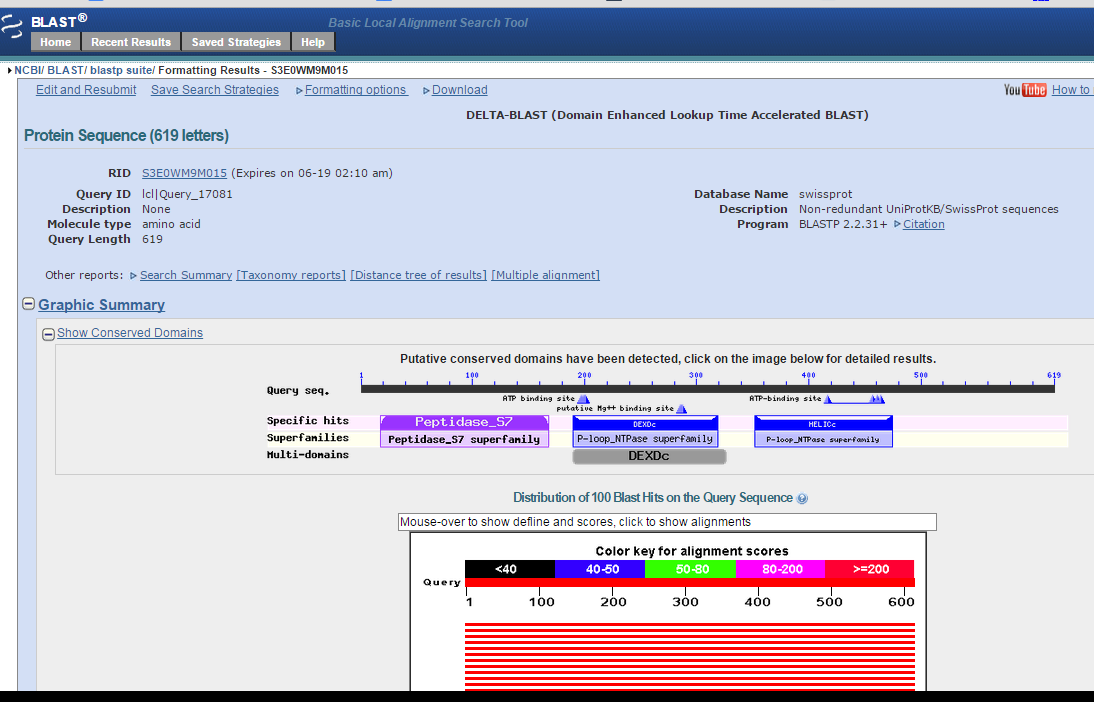 BLAST®
Basic Local Alignment Search Tool
Home Recent Results Saved Strategies Help
NCBI/ BLAST/ blastp suite/ Formatting Results - S3E0WM9M015
Edit and Resubmit Save Search Strategies Formatting options Download
YouTube How to
DELTA-BLAST (Domain Enhanced Lookup Time Accelerated BLAST)
Protein Sequence (619 letters)
RID S3E0WM9M015 (Expires on 06-19 02:10 am)
Query ID lcl|Query_17081 Database Name swissprot
Description None Description Non-redundant UniProtKB/SwissProt sequences
Molecule type amino acid Program BLASTP 2.2.31+ Citation
Query Length 619
Other reports: Search Summary [Taxonomy reports] [Distance tree of results] [Multiple alignment]
Graphic Summary
Show Conserved Domains
Putative conserved domains have been detected, click on the image below for detailed results.
1 100 200 300 400 500 619
Query seq.
ATP binding site ATP-binding site
putative Mg++ binding site
Specific hits Peptidase_S7 DEXDc HELICc
Superfamilies Peptidase_S7 superfamily P-loop_NTPase superfamily P-loop_NTPase superfamily
Multi-domains DEXDc
Distribution of 100 Blast Hits on the Query Sequence
Mouse-over to show defline and scores, click to show alignments
Color key for alignment scores
<40 40-50 50-80 80-200 >=200
Query
1 100 200 300 400 500 600